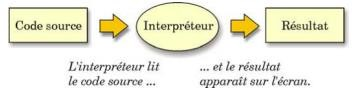 Code source
Interpréteur
Résultat
L'interpréteur lit
le code source ...
... et le résultat
apparaît sur l'écran.